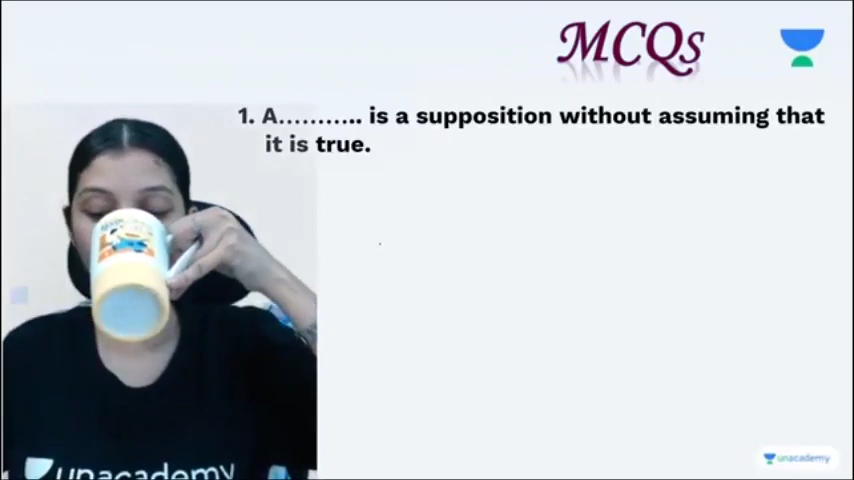 MCQs
1. A……….. is a supposition without assuming that
it is true.
unacademy
unacademy